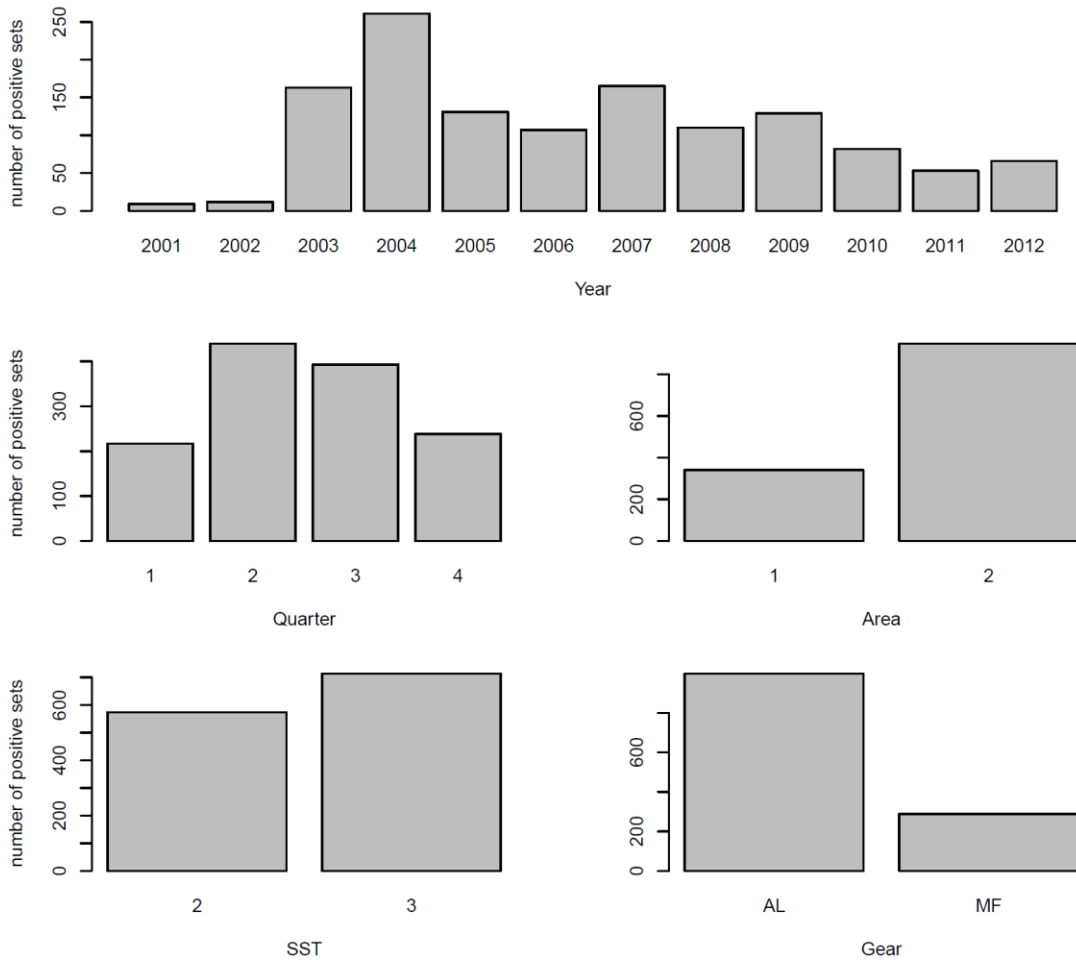 number of positive sets
250
150
50
0
2001 2002 2003 2004 2005 2006 2007 2008 2009 2010 2011 2012
Year
number of positive sets
300
100
0
1 2 3 4
Quarter
600
200
0
1 2
Area
number of positive sets
600
400
200
0
2 3
SST
600
200
0
AL MF
Gear